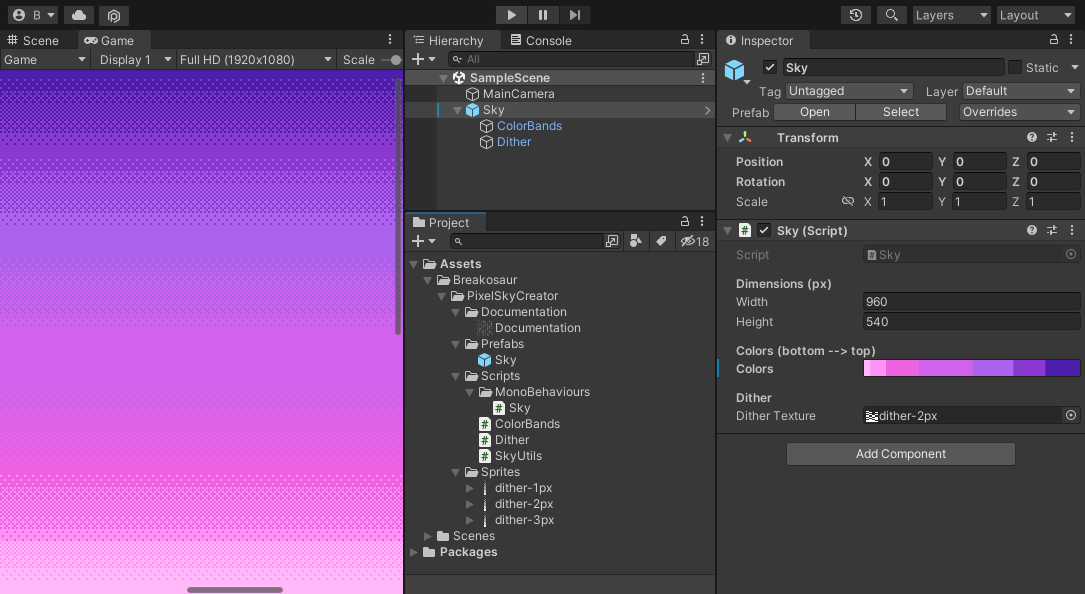 B
Layers
Layout
Scene
Game
Game
Display 1
Full HD (1920x1080)
Scale
Hierarchy
Console
All
SampleScene
MainCamera
Sky
ColorBands
Dither
Project
18
Assets
Breakosaur
PixelSkyCreator
Documentation
Documentation
Prefabs
Sky
Scripts
MonoBehaviours
Sky
ColorBands
Dither
SkyUtils
Sprites
dither-1px
dither-2px
dither-3px
Scenes
Packages
Inspector
Sky
Static
Tag Untagged Layer Default
Prefab Open Select Overrides
Transform
Position X 0 Y 0 Z 0
Rotation X 0 Y 0 Z 0
Scale X 1 Y 1 Z 1
# Sky (Script)
Script # Sky
Dimensions (px)
Width 960
Height 540
Colors (bottom --> top)
Colors
Dither
Dither Texture dither-2px
Add Component